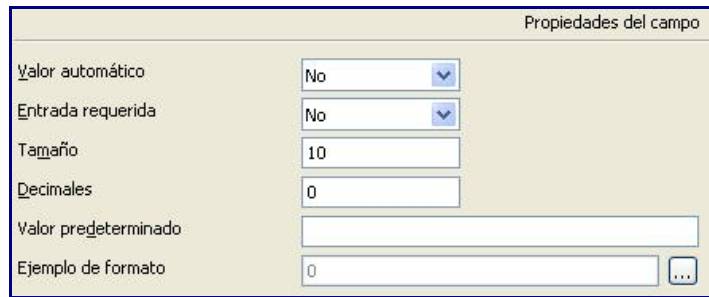 Propiedades del campo
Valor automático No
Entrada requerida No
Tamaño 10
Decimales 0
Valor predeterminado
Ejemplo de formato 0 ...